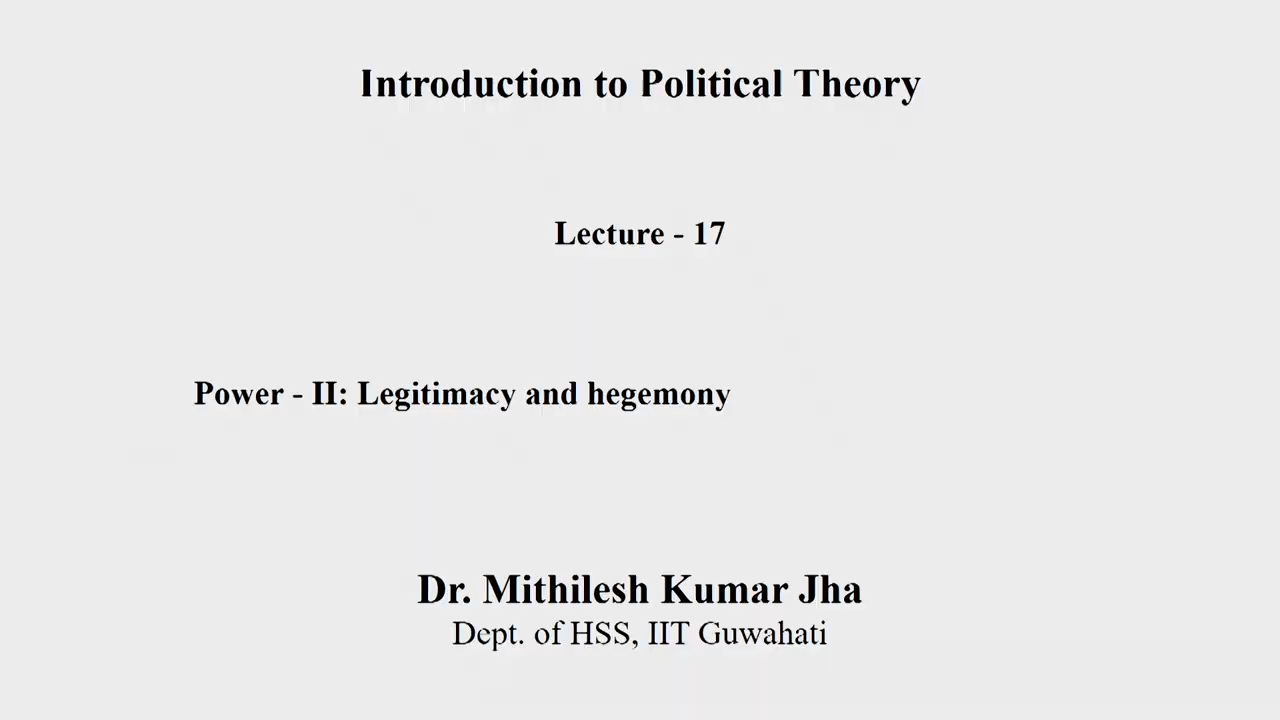 Introduction to Political Theory
Lecture - 17
Power - II: Legitimacy and hegemony
Dr. Mithilesh Kumar Jha
Dept. of HSS, IIT Guwahati